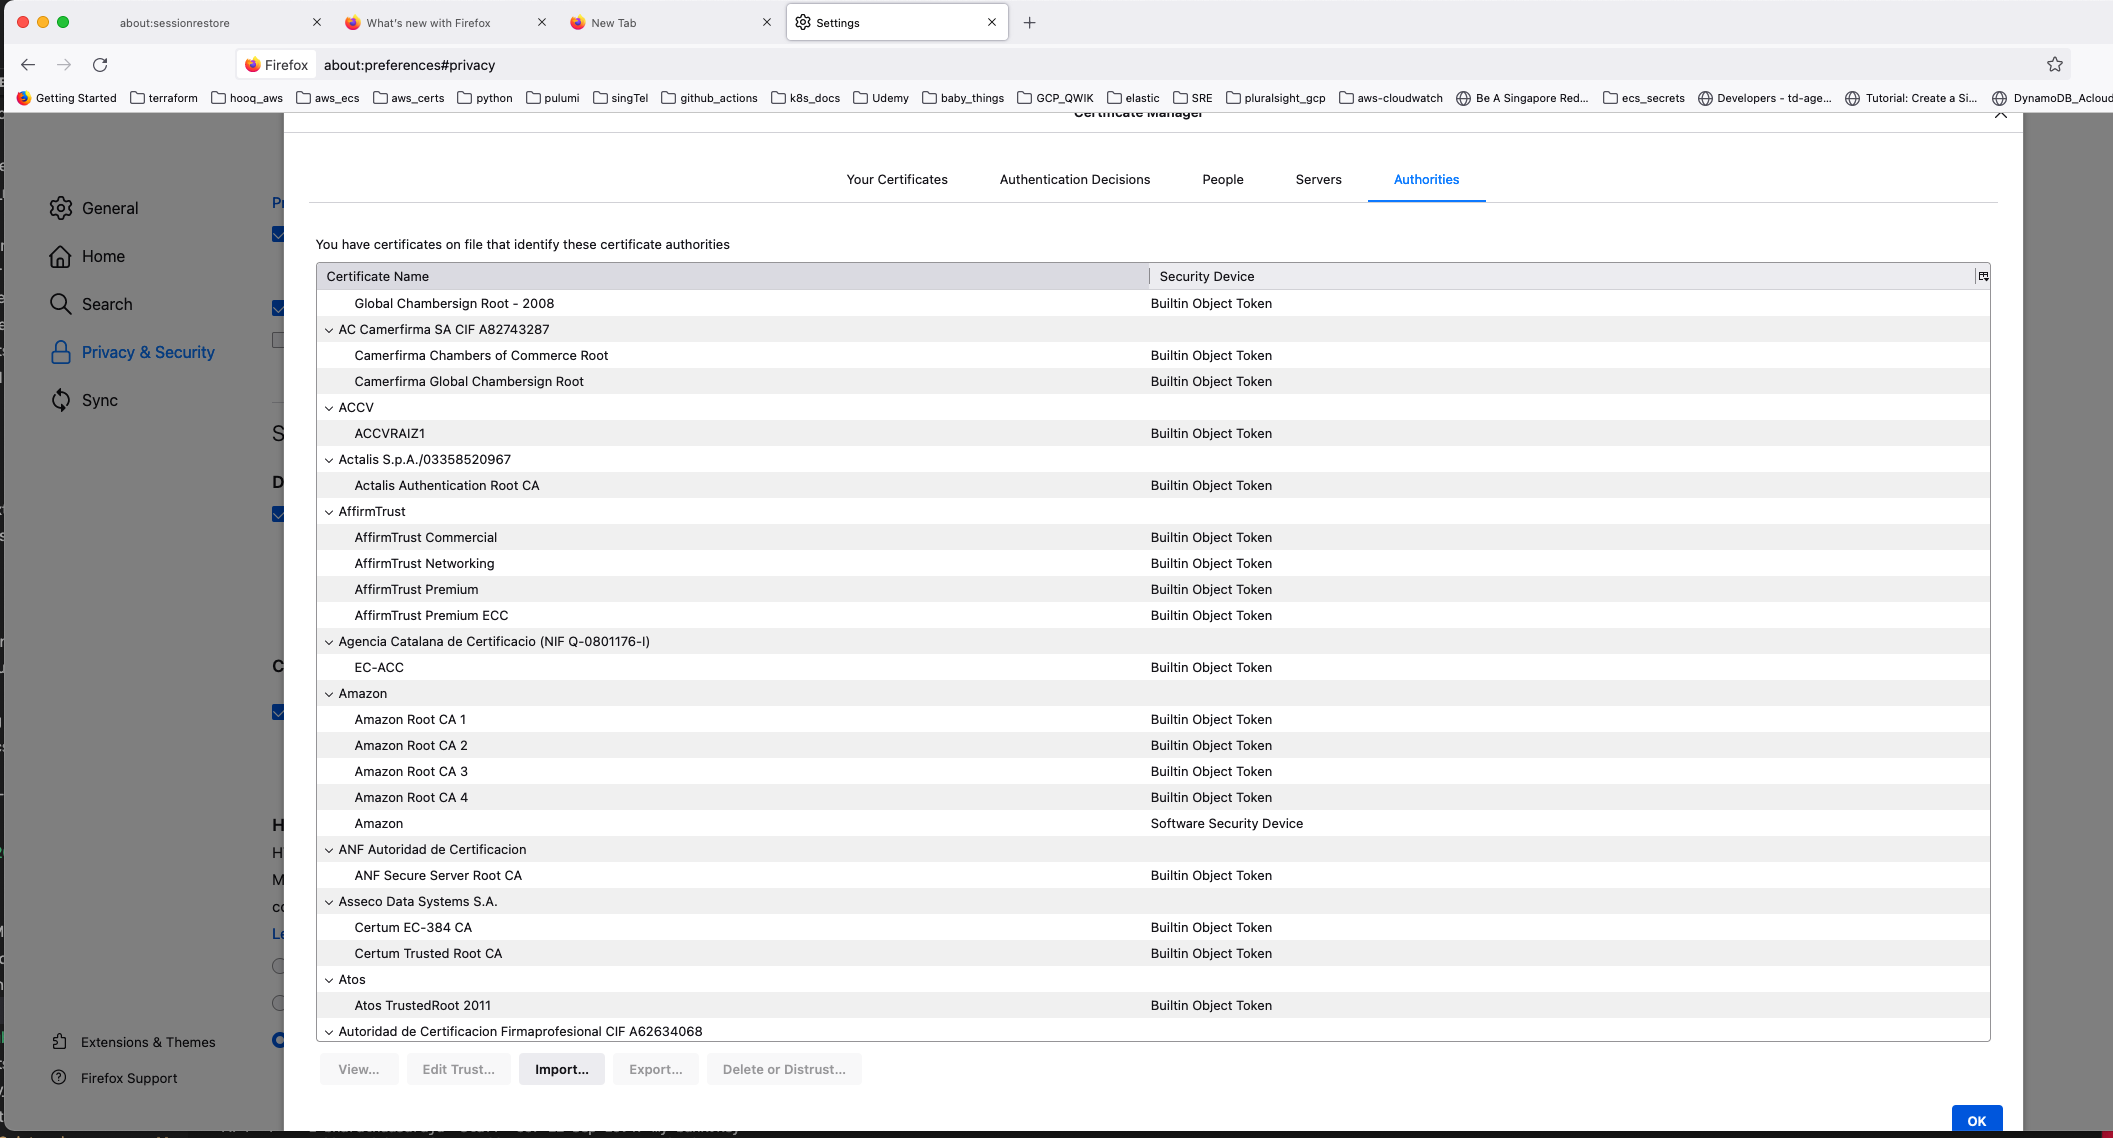 about:sessionrestore
What's new with Firefox
New Tab
Settings
Firefox about:preferences#privacy
Getting Started terraform hooq_aws aws_ecs aws_certs python pulumi singTel github_actions k8s_docs Udemy baby_things GCP_QWIK elastic SRE pluralsight_gcp aws-cloudwatch Be A Singapore Red... ecs_secrets Developers - td-age... Tutorial: Create a Si... DynamoDB_Acloud
Certificate Manager
General
Home
Search
Privacy & Security
Sync
Extensions & Themes
Firefox Support
Your Certificates Authentication Decisions People Servers Authorities
You have certificates on file that identify these certificate authorities
Certificate Name Security Device
Global Chambersign Root - 2008 Builtin Object Token
AC Camerfirma SA CIF A82743287
Camerfirma Chambers of Commerce Root Builtin Object Token
Camerfirma Global Chambersign Root Builtin Object Token
ACCV
ACCVRAIZ1 Builtin Object Token
Actalis S.p.A./03358520967
Actalis Authentication Root CA Builtin Object Token
AffirmTrust
AffirmTrust Commercial Builtin Object Token
AffirmTrust Networking Builtin Object Token
AffirmTrust Premium Builtin Object Token
AffirmTrust Premium ECC Builtin Object Token
Agencia Catalana de Certificacio (NIF Q-0801176-I)
EC-ACC Builtin Object Token
Amazon
Amazon Root CA 1 Builtin Object Token
Amazon Root CA 2 Builtin Object Token
Amazon Root CA 3 Builtin Object Token
Amazon Root CA 4 Builtin Object Token
Amazon Software Security Device
ANF Autoridad de Certificacion
ANF Secure Server Root CA Builtin Object Token
Asseco Data Systems S.A.
Certum EC-384 CA Builtin Object Token
Certum Trusted Root CA Builtin Object Token
Atos
Atos TrustedRoot 2011 Builtin Object Token
Autoridad de Certificacion Firmaprofesional CIF A62634068
View... Edit Trust... Import... Export... Delete or Distrust...
OK